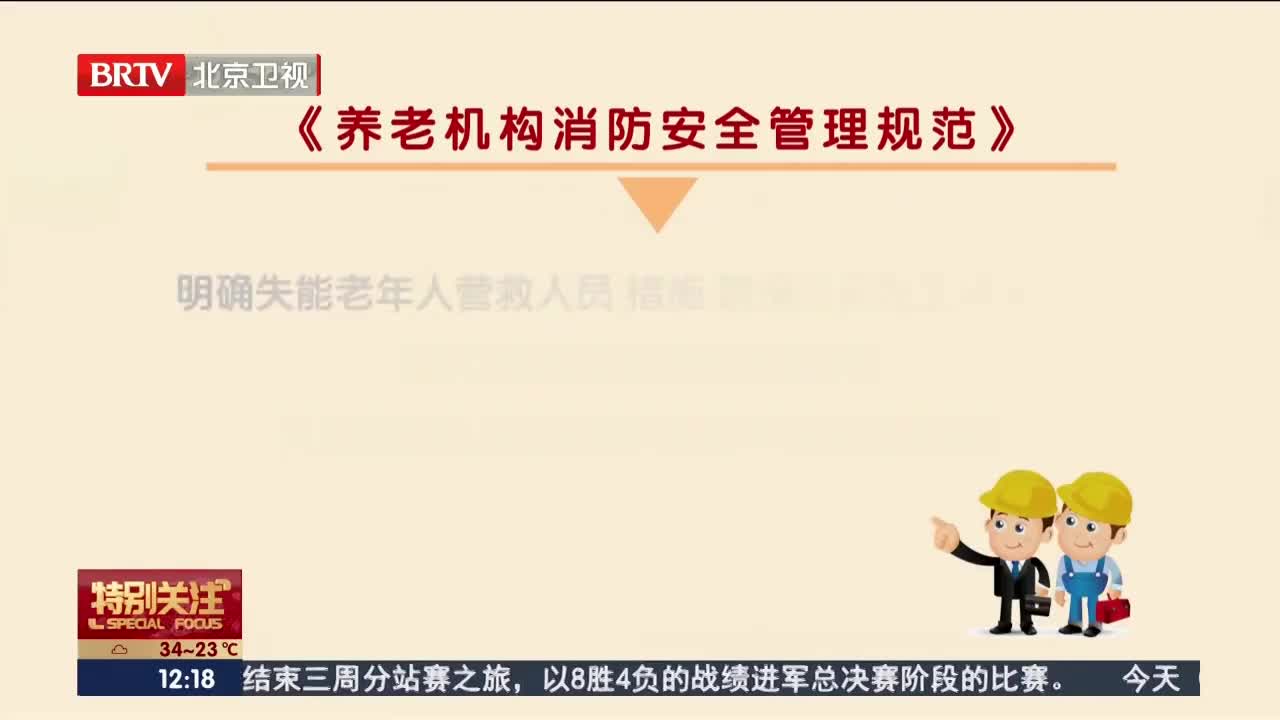 BRTV 北京卫视
《养老机构消防安全管理规范》
明确失能老年人营救人员 措施
特别关注
SPECIAL FOCUS
34~23℃
12:18 结束三周分站赛之旅，以8胜4负的战绩进军总决赛阶段的比赛。 今天